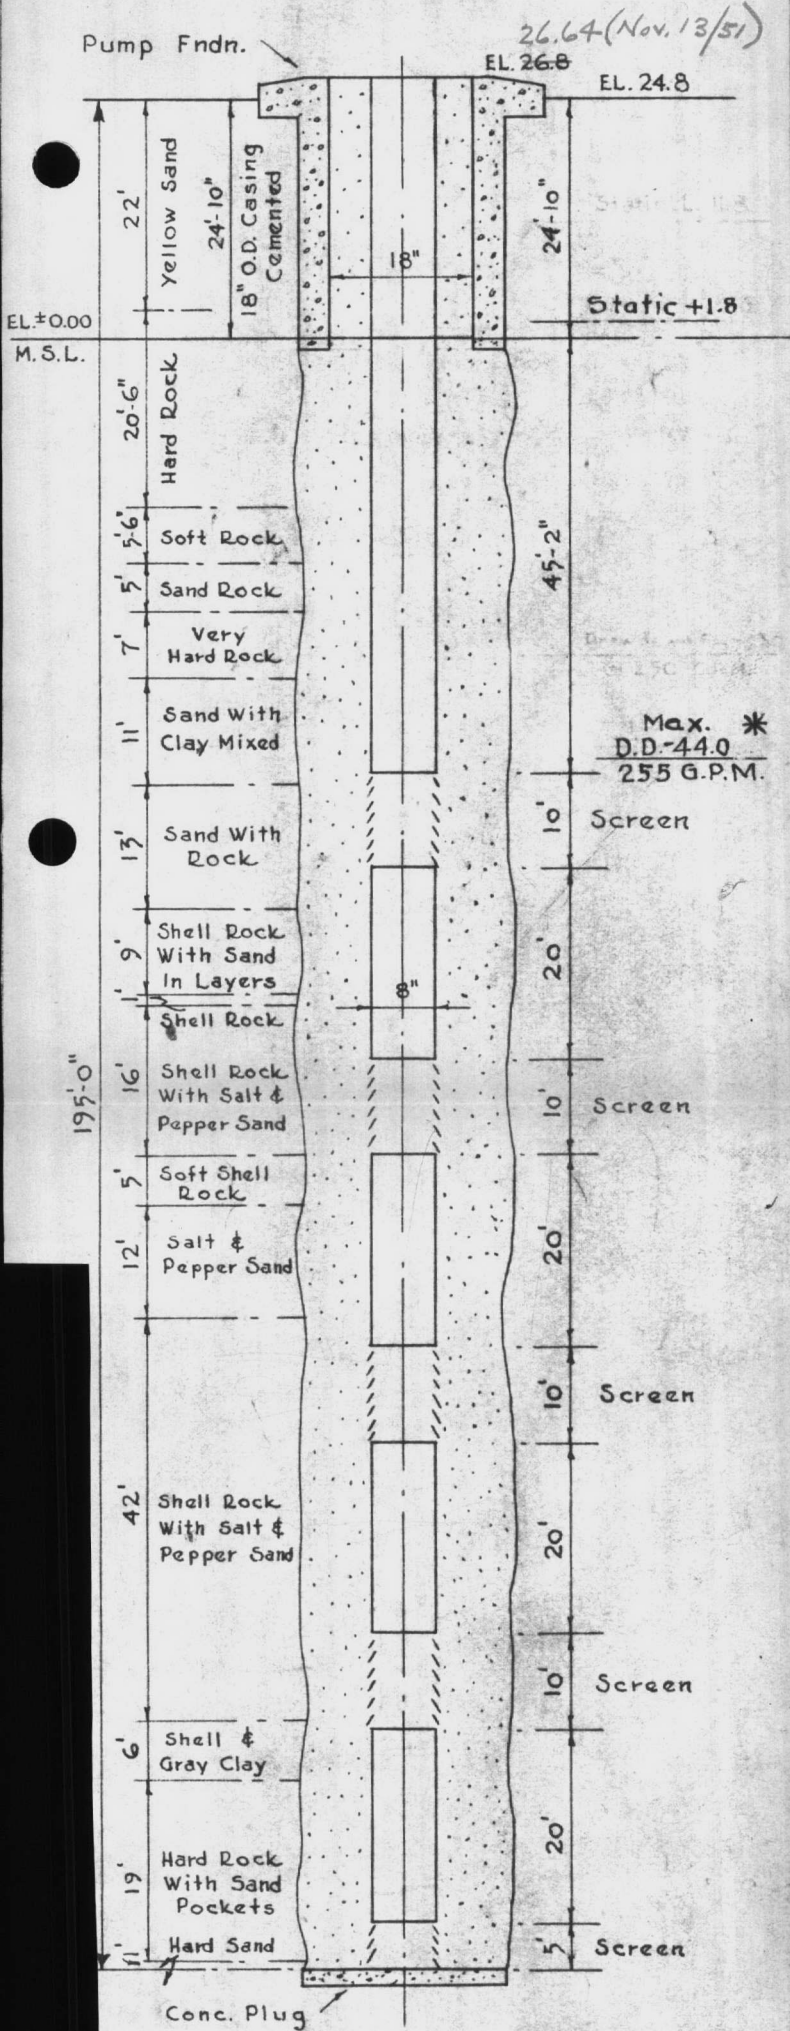 26.64 (Nov. 13/51)
Pump Fndn.
EL. 26.8
EL. 24.8
22'
Yellow Sand
24'-10"
18" O.D. Casing
Cemented
18"
24'-10"
Static +1.8
EL.±0.00
M.S.L.
20'-6"
Hard Rock
5'-6"
Soft Rock
5'
Sand Rock
7'
Very
Hard Rock
11'
Sand With
Clay Mixed
45'-2"
Max. *
D.D.-44.0
255 G.P.M.
13'
Sand With
Rock
10'
Screen
9'
Shell Rock
With Sand
In Layers
20'
8"
1'
Shell Rock
195'-0"
16'
Shell Rock
With Salt &
Pepper Sand
10'
Screen
5'
Soft Shell
Rock
12'
Salt &
Pepper Sand
20'
10'
Screen
42'
Shell Rock
With Salt &
Pepper Sand
20'
10'
Screen
6'
Shell &
Gray Clay
20'
19'
Hard Rock
With Sand
Pockets
1'
Hard Sand
5'
Screen
Conc. Plug